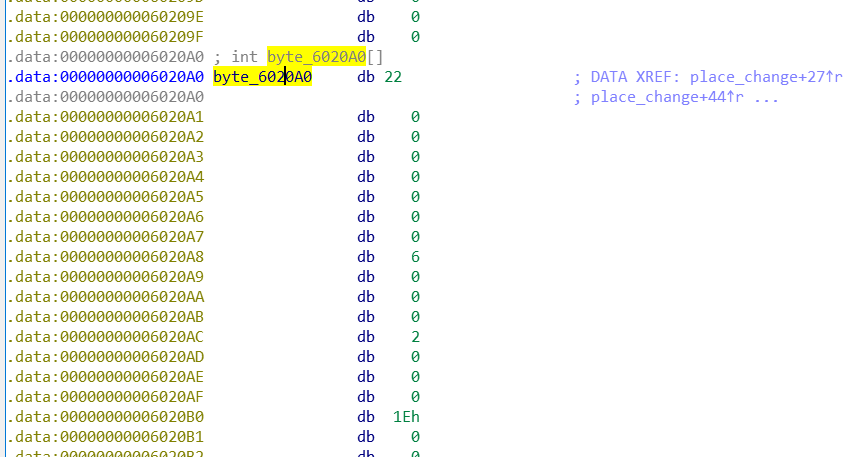 .data:000000000060209E db 0
.data:000000000060209F db 0
.data:00000000006020A0 ; int byte_6020A0[]
.data:00000000006020A0 byte_6020A0 db 22 ; DATA XREF: place_change+27↑r
.data:00000000006020A0 ; place_change+44↑r ...
.data:00000000006020A1 db 0
.data:00000000006020A2 db 0
.data:00000000006020A3 db 0
.data:00000000006020A4 db 0
.data:00000000006020A5 db 0
.data:00000000006020A6 db 0
.data:00000000006020A7 db 0
.data:00000000006020A8 db 6
.data:00000000006020A9 db 0
.data:00000000006020AA db 0
.data:00000000006020AB db 0
.data:00000000006020AC db 2
.data:00000000006020AD db 0
.data:00000000006020AE db 0
.data:00000000006020AF db 0
.data:00000000006020B0 db 1Eh
.data:00000000006020B1 db 0
.data:00000000006020B2 db 0